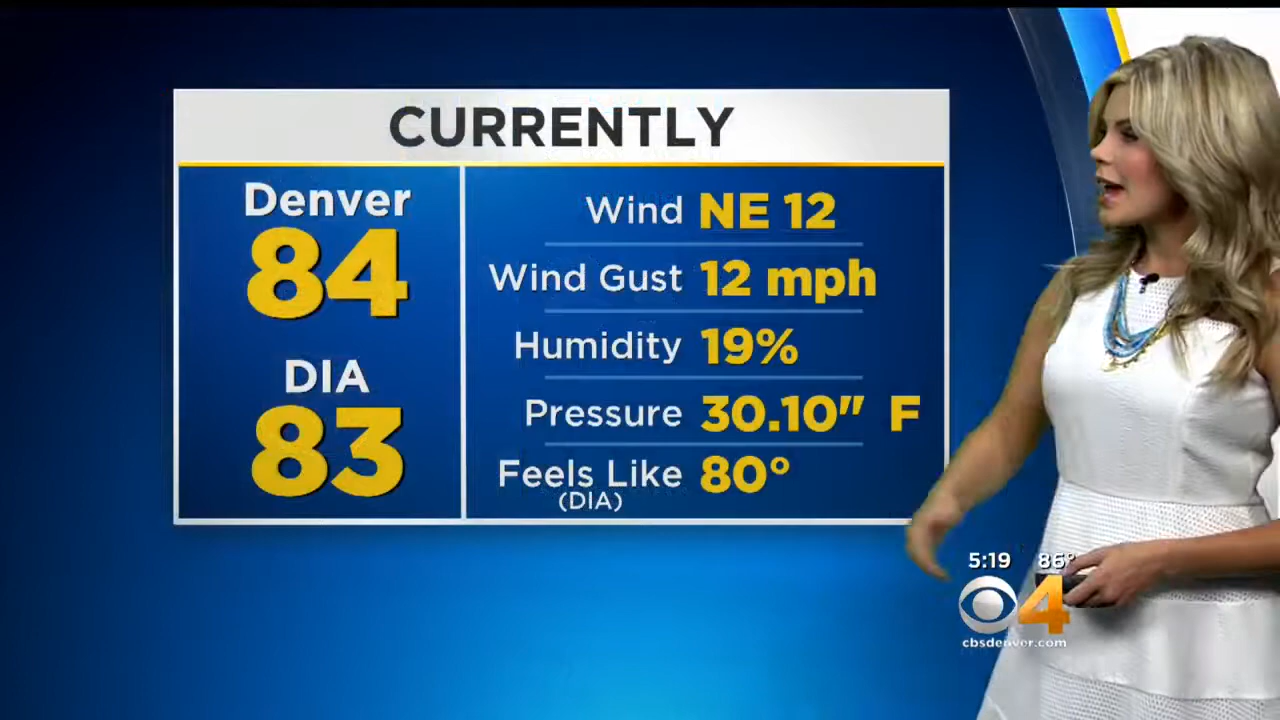 CURRENTLY
Denver
84
DIA
83
Wind NE 12
Wind Gust 12 mph
Humidity 19%
Pressure 30.10" F
Feels Like 80°
(DIA)
5:19 86°
4
cbsdenver.com